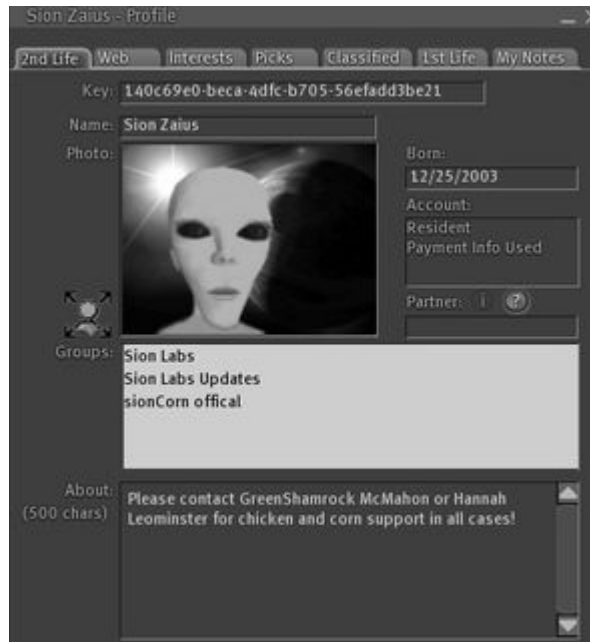 Sion Zaius - Profile
2nd Life Web Interests Picks Classified 1st Life My Notes
Key: 140c69e0-beca-4dfc-b705-56efadd3be21
Name: Sion Zaius
Photo:
Born:
12/25/2003
Account:
Resident
Payment Info Used
Partner: i ?
Groups: Sion Labs
Sion Labs Updates
sionCorn offical
About:
(500 chars)
Please contact GreenShamrock McMahon or Hannah
Leominster for chicken and corn support in all cases!